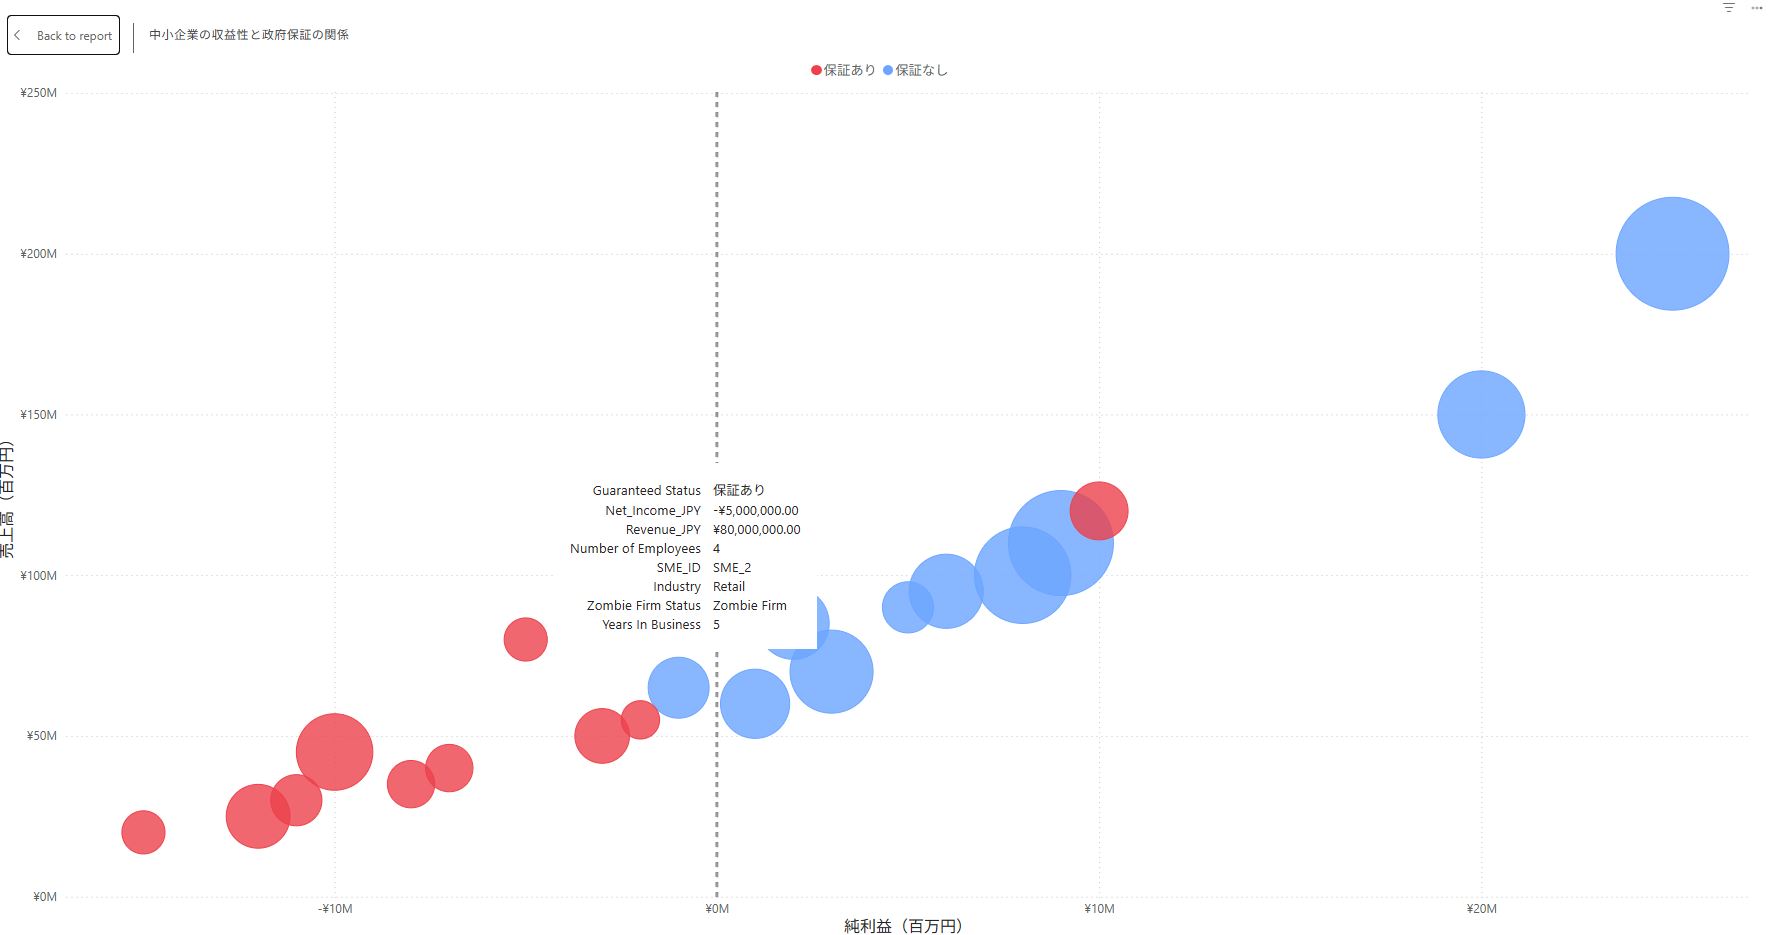 Back to report
中小企業の収益性と政府保証の関係
保証あり 保証なし
¥250M
¥200M
¥150M
¥100M
¥50M
¥0M
売上高（百万円）
Guaranteed Status 保証あり
Net_Income_JPY -¥5,000,000.00
Revenue_JPY ¥80,000,000.00
Number of Employees 4
SME_ID SME_2
Industry Retail
Zombie Firm Status Zombie Firm
Years In Business 5
-¥10M ¥0M ¥10M ¥20M
純利益（百万円）